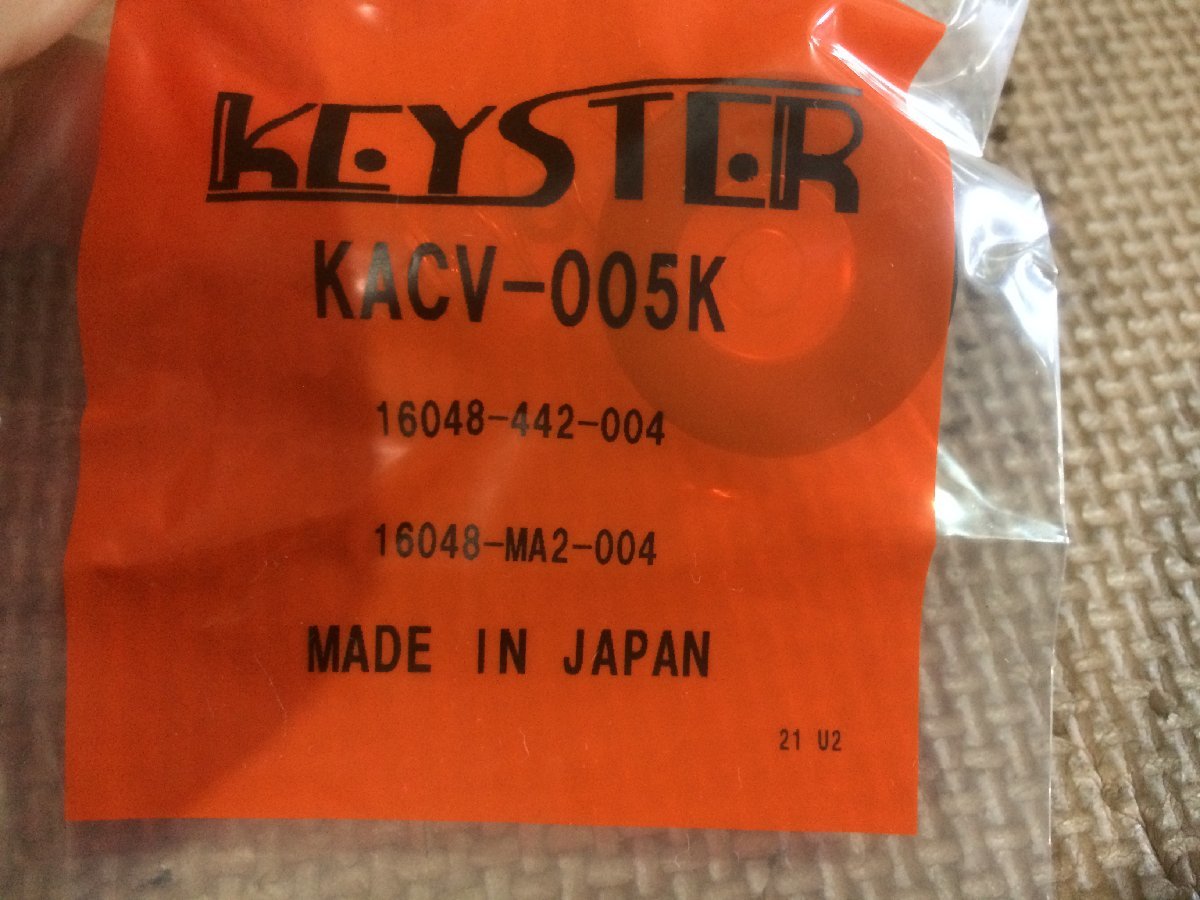 KEYSTER
KACV-005K
16048-442-004
16048-MA2-004
MADE IN JAPAN
21 U2